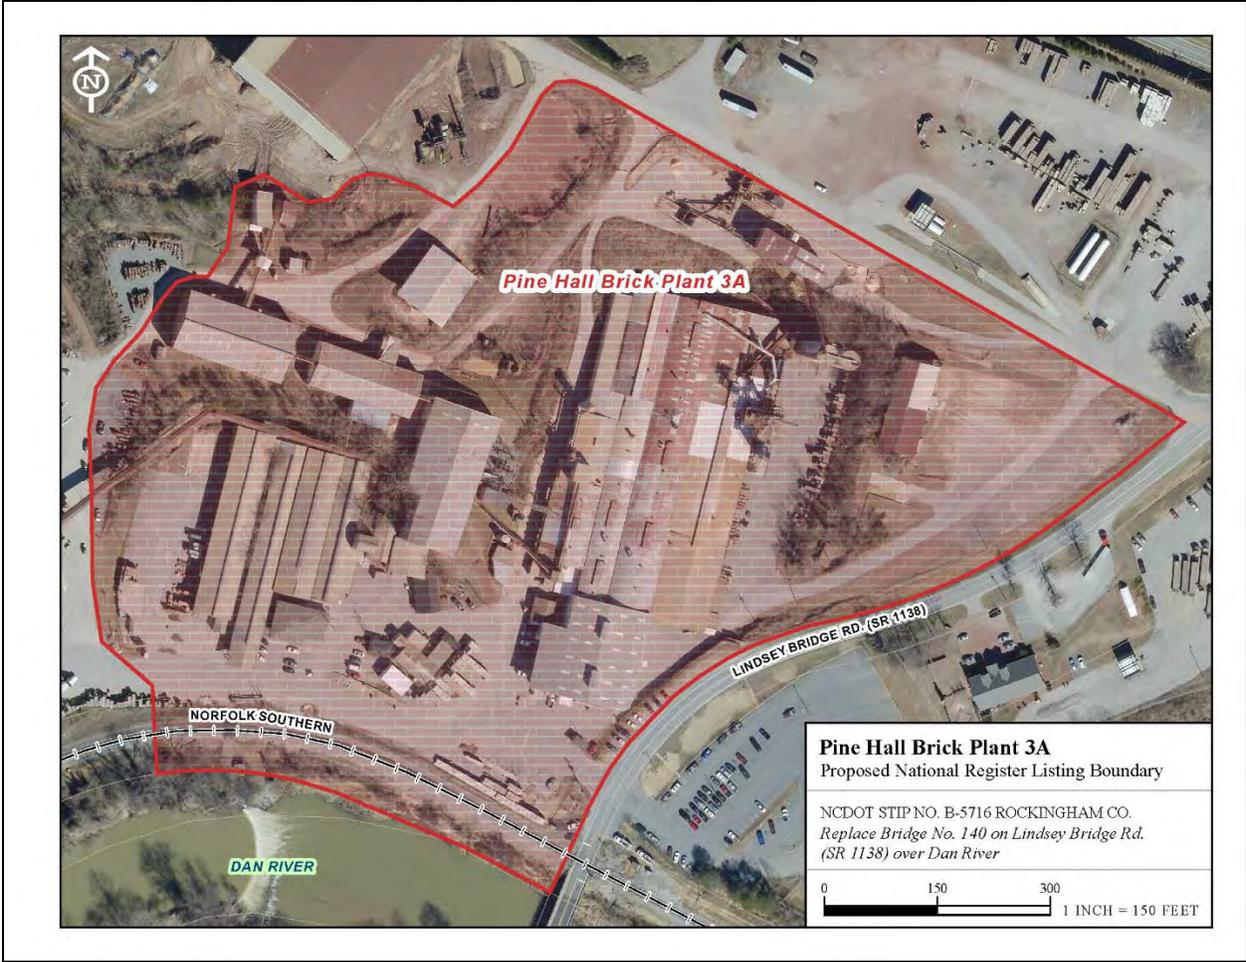 N
Pine Hall Brick Plant 3A
LINDSEY BRIDGE RD. (SR 1138)
NORFOLK SOUTHERN
DAN RIVER
Pine Hall Brick Plant 3A
Proposed National Register Listing Boundary
NCDOT STIP NO. B-5716 ROCKINGHAM CO.
Replace Bridge No. 140 on Lindsey Bridge Rd.
(SR 1138) over Dan River
0 150 300
1 INCH = 150 FEET